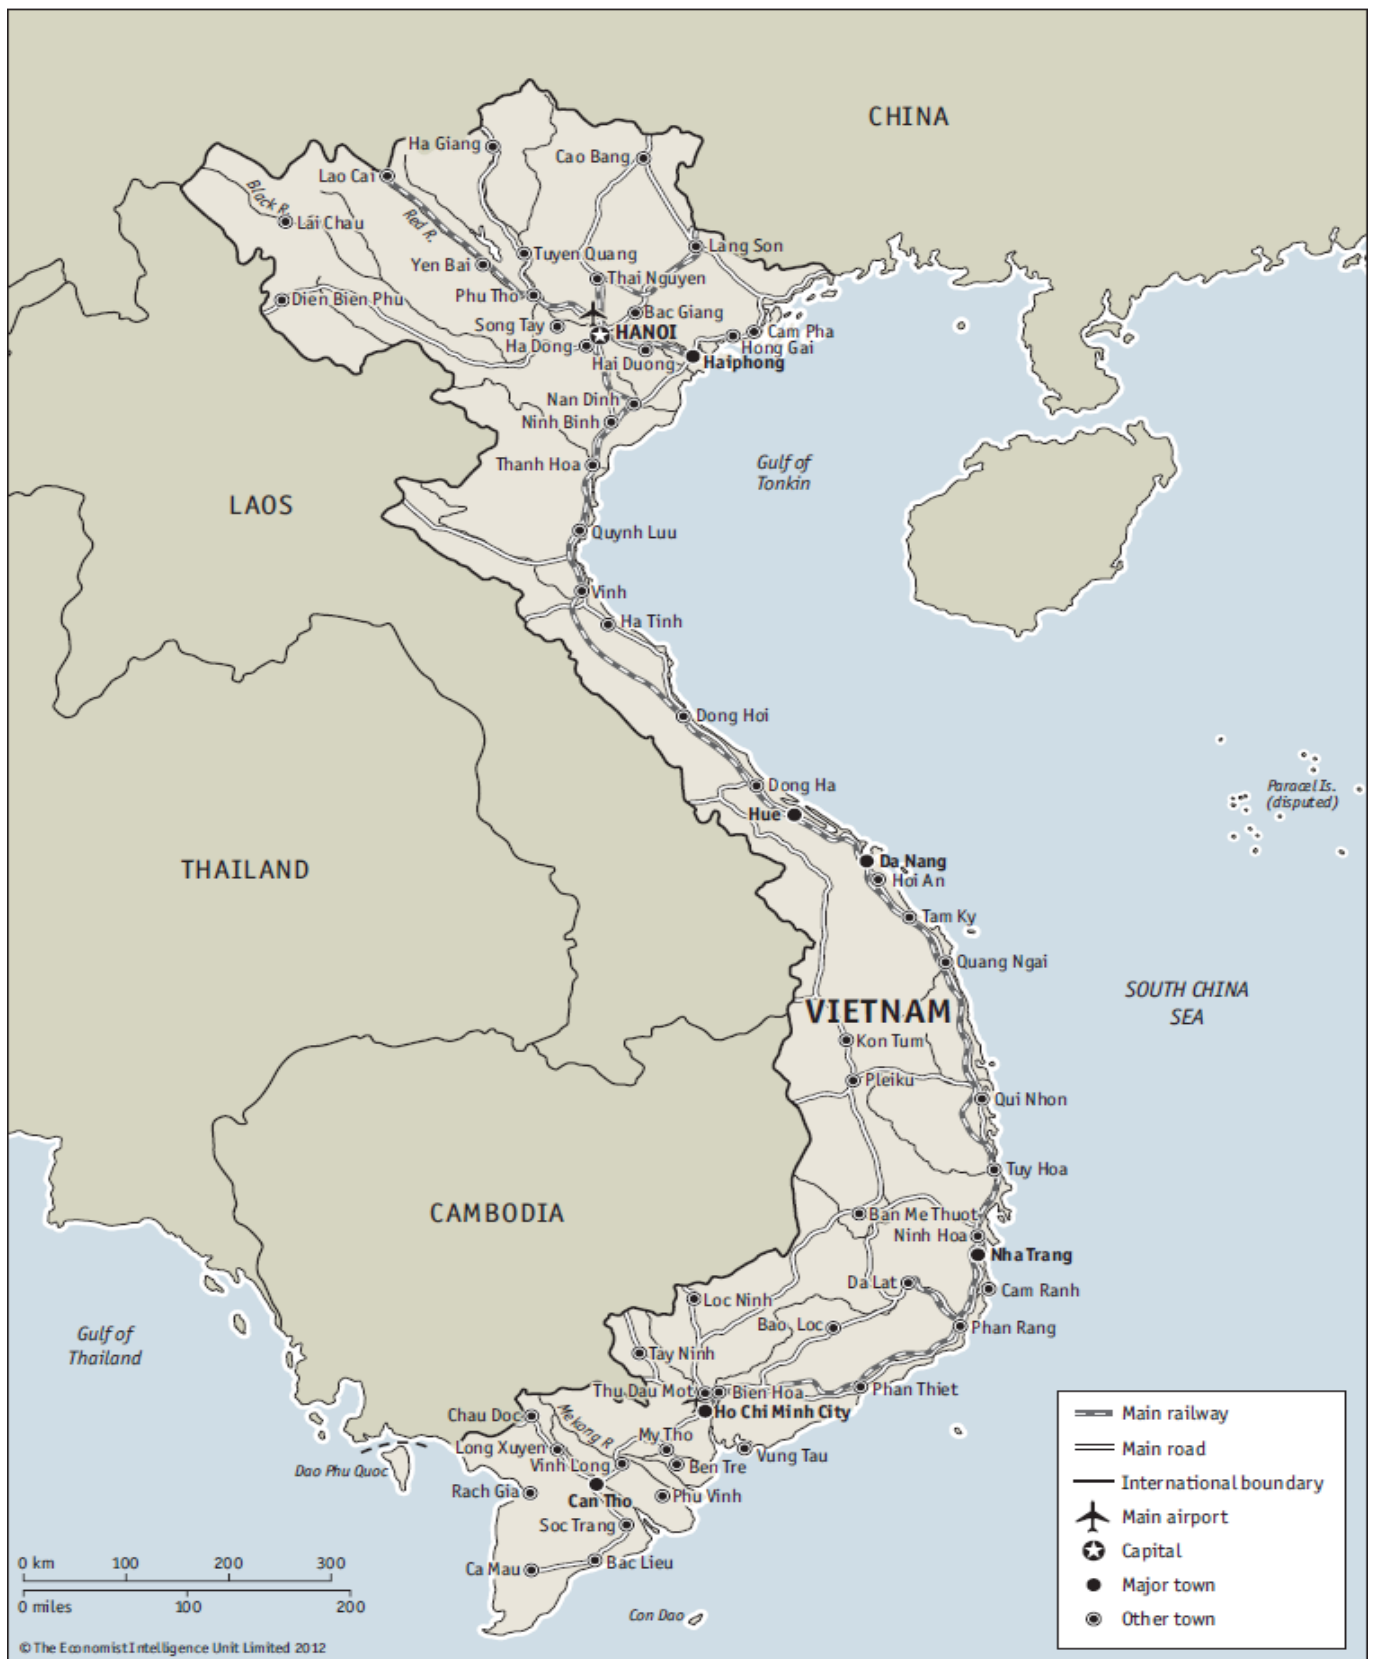 CHINA
Ha Giang
Cao Bang
Lao Cai
Black R.
Red R.
Lai Chau
Lang Son
Tuyen Quang
Yen Bai
Thai Nguyen
Dien Bien Phu
Phu Tho
Bac Giang
Song Tay
HANOI
Cam Pha
Ha Dong
Hong Gai
Hai Duong
Haiphong
Nan Dinh
Ninh Binh
Thanh Hoa
Gulf of
Tonkin
LAOS
Quynh Luu
Vinh
Ha Tinh
Dong Hoi
Dong Ha
Paracel Is.
(disputed)
Hue
THAILAND
Da Nang
Hoi An
Tam Ky
Quang Ngai
SOUTH CHINA
SEA
VIETNAM
Kon Tum
Pleiku
Qui Nhon
Tuy Hoa
CAMBODIA
Ban Me Thuot
Ninh Hoa
Nha Trang
Da Lat
Cam Ranh
Loc Ninh
Bao Loc
Phan Rang
Gulf of
Thailand
Tay Ninh
Thu Dau Mot
Bien Hoa
Phan Thiet
Ho Chi Minh City
Chau Doc
Mekong R
My Tho
Long Xuyen
Vung Tau
Vinh Long
Ben Tre
Dao Phu Quoc
Rach Gia
Can Tho
Phu Vinh
Soc Trang
Ca Mau
Bac Lieu
Con Dao
Main railway
Main road
International boundary
Main airport
Capital
Major town
Other town
0 km 100 200 300
0 miles 100 200
© The Economist Intelligence Unit Limited 2012